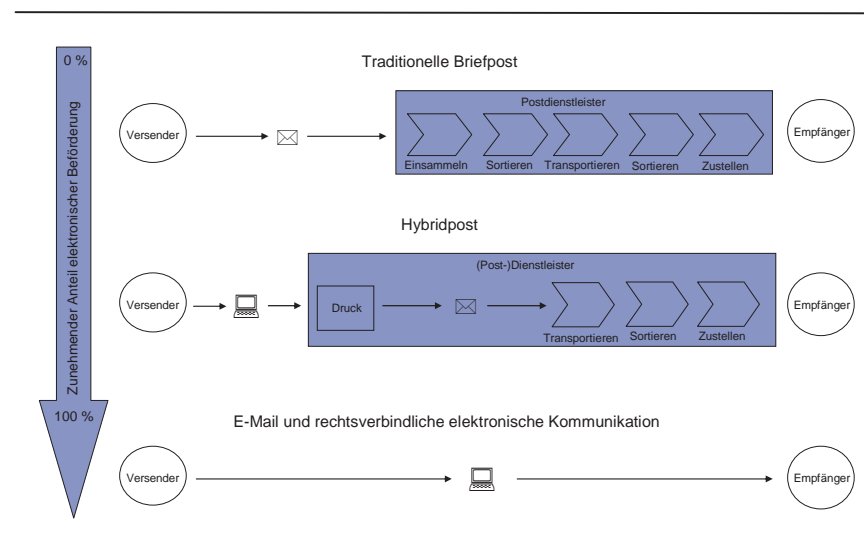 0 %
Zunehmender Anteil elektronischer Beförderung
100 %
Traditionelle Briefpost
Versender
Postdienstleister
Einsammeln Sortieren Transportieren Sortieren Zustellen
Empfänger
Hybridpost
Versender
(Post-)Dienstleister
Druck
Transportieren Sortieren Zustellen
Empfänger
E-Mail und rechtsverbindliche elektronische Kommunikation
Versender
Empfänger